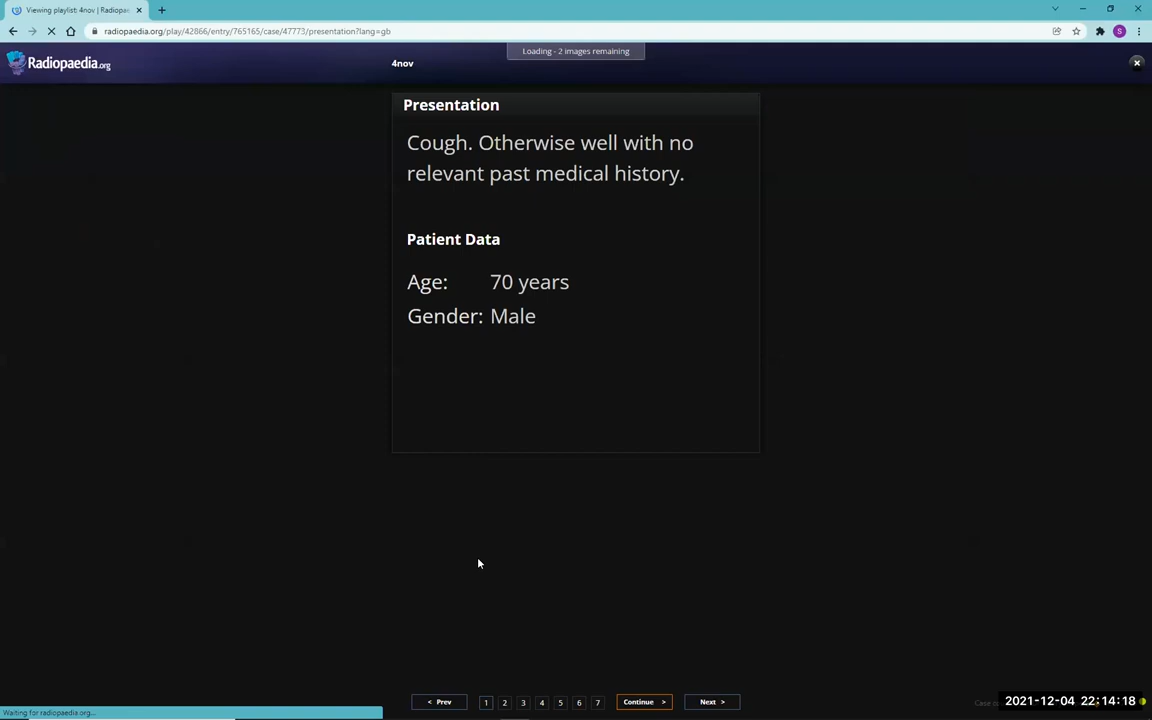 Viewing playlist: 4nov | Radiopae
radiopaedia.org/play/42866/entry/765165/case/47773/presentation?lang=gb
S
Loading - 2 images remaining
Radiopaedia.org
4nov
Presentation
Cough. Otherwise well with no
relevant past medical history.
Patient Data
Age: 70 years
Gender: Male
< Prev 1 2 3 4 5 6 7 Continue > Next >
Case
2021-12-04 22:14:18
Waiting for radiopaedia.org...